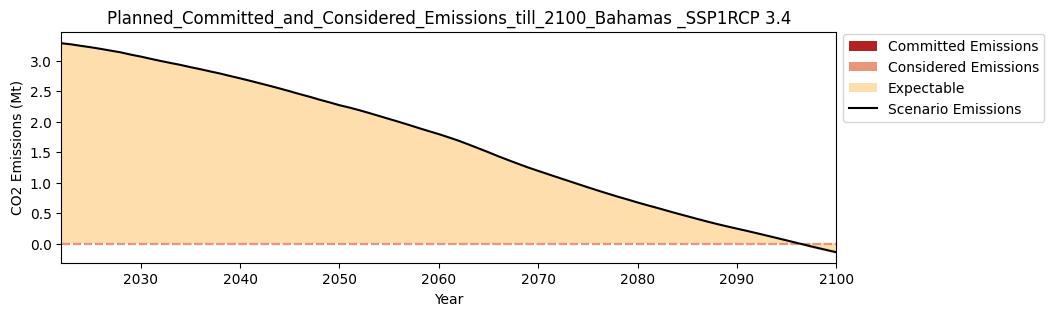 Planned_Committed_and_Considered_Emissions_till_2100_Bahamas _SSP1RCP 3.4
Committed Emissions
Considered Emissions
Expectable
Scenario Emissions
CO2 Emissions (Mt)
3.0
2.5
2.0
1.5
1.0
0.5
0.0
2030 2040 2050 2060 2070 2080 2090 2100
Year